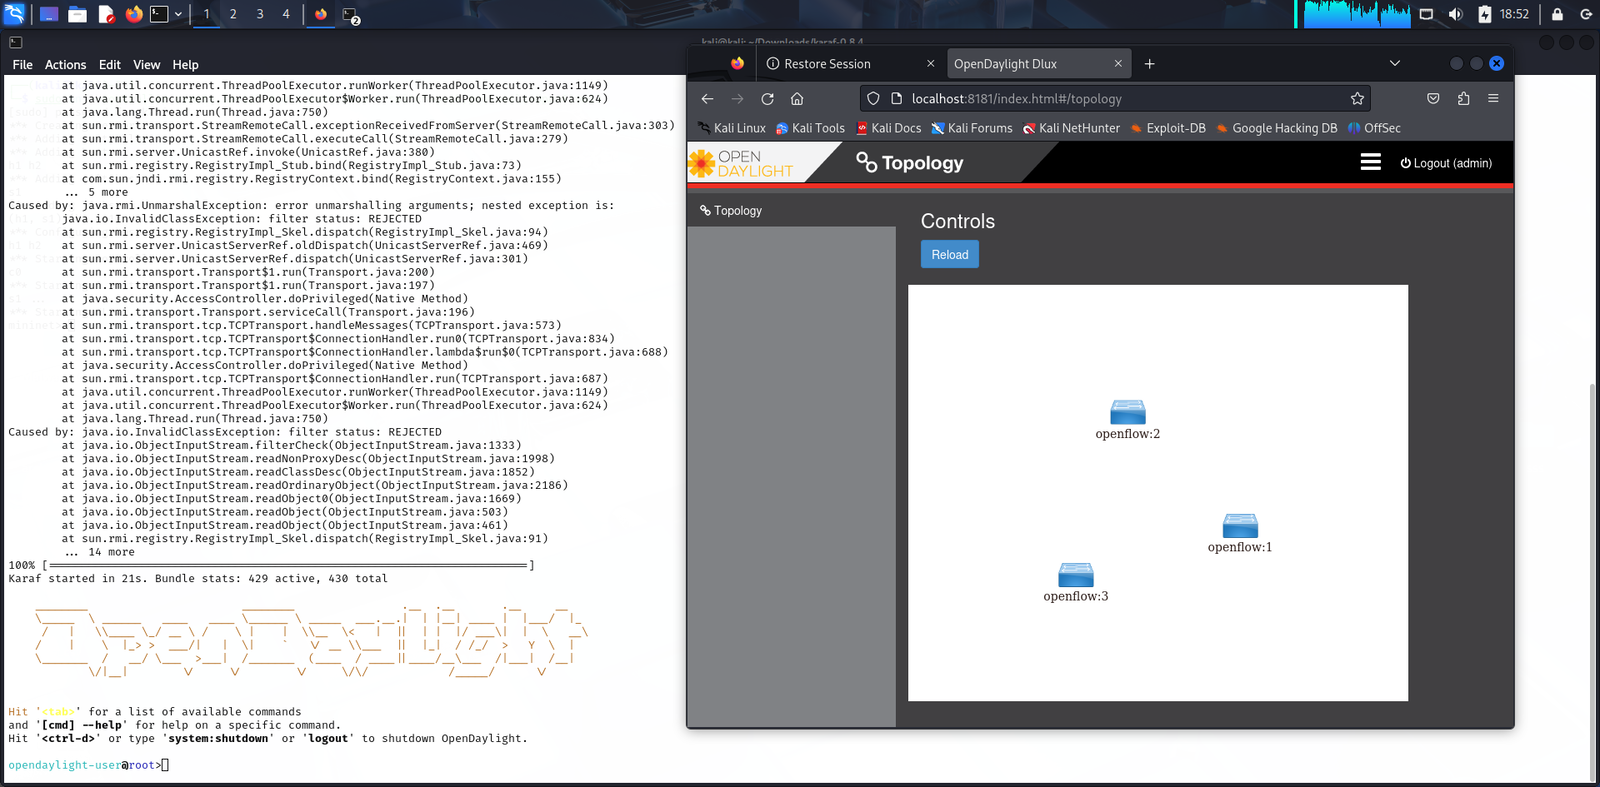 1 2 3 4
2
18:52
kali@kali: ~/Downloads/karaf-0.8.4
File Actions Edit View Help
at java.util.concurrent.ThreadPoolExecutor.runWorker(ThreadPoolExecutor.java:1149)
at java.util.concurrent.ThreadPoolExecutor$Worker.run(ThreadPoolExecutor.java:624)
at java.lang.Thread.run(Thread.java:750)
at sun.rmi.transport.StreamRemoteCall.exceptionReceivedFromServer(StreamRemoteCall.java:303)
at sun.rmi.transport.StreamRemoteCall.executeCall(StreamRemoteCall.java:279)
at sun.rmi.server.UnicastRef.invoke(UnicastRef.java:380)
at sun.rmi.registry.RegistryImpl_Stub.bind(RegistryImpl_Stub.java:73)
at com.sun.jndi.rmi.registry.RegistryContext.bind(RegistryContext.java:155)
... 5 more
Caused by: java.rmi.UnmarshalException: error unmarshalling arguments; nested exception is:
java.io.InvalidClassException: filter status: REJECTED
at sun.rmi.registry.RegistryImpl_Skel.dispatch(RegistryImpl_Skel.java:94)
at sun.rmi.server.UnicastServerRef.oldDispatch(UnicastServerRef.java:469)
at sun.rmi.server.UnicastServerRef.dispatch(UnicastServerRef.java:301)
at sun.rmi.transport.Transport$1.run(Transport.java:200)
at sun.rmi.transport.Transport$1.run(Transport.java:197)
at java.security.AccessController.doPrivileged(Native Method)
at sun.rmi.transport.Transport.serviceCall(Transport.java:196)
at sun.rmi.transport.tcp.TCPTransport.handleMessages(TCPTransport.java:573)
at sun.rmi.transport.tcp.TCPTransport$ConnectionHandler.run0(TCPTransport.java:834)
at sun.rmi.transport.tcp.TCPTransport$ConnectionHandler.lambda$run$0(TCPTransport.java:688)
at java.security.AccessController.doPrivileged(Native Method)
at sun.rmi.transport.tcp.TCPTransport$ConnectionHandler.run(TCPTransport.java:687)
at java.util.concurrent.ThreadPoolExecutor.runWorker(ThreadPoolExecutor.java:1149)
at java.util.concurrent.ThreadPoolExecutor$Worker.run(ThreadPoolExecutor.java:624)
at java.lang.Thread.run(Thread.java:750)
Caused by: java.io.InvalidClassException: filter status: REJECTED
at java.io.ObjectInputStream.filterCheck(ObjectInputStream.java:1333)
at java.io.ObjectInputStream.readNonProxyDesc(ObjectInputStream.java:1998)
at java.io.ObjectInputStream.readClassDesc(ObjectInputStream.java:1852)
at java.io.ObjectInputStream.readOrdinaryObject(ObjectInputStream.java:2186)
at java.io.ObjectInputStream.readObject0(ObjectInputStream.java:1669)
at java.io.ObjectInputStream.readObject(ObjectInputStream.java:503)
at java.io.ObjectInputStream.readObject(ObjectInputStream.java:461)
at sun.rmi.registry.RegistryImpl_Skel.dispatch(RegistryImpl_Skel.java:91)
... 14 more
100% [========================================================================]
Karaf started in 21s. Bundle stats: 429 active, 430 total
OpenDaylight
Hit '<tab>' for a list of available commands
and '[cmd] --help' for help on a specific command.
Hit '<ctrl-d>' or type 'system:shutdown' or 'logout' to shutdown OpenDaylight.
opendaylight-user@root>
Restore Session
OpenDaylight Dlux
localhost:8181/index.html#/topology
Kali Linux Kali Tools Kali Docs Kali Forums Kali NetHunter Exploit-DB Google Hacking DB OffSec
OPEN
DAYLIGHT
Topology
Logout (admin)
Topology
Controls
Reload
openflow:2
openflow:1
openflow:3